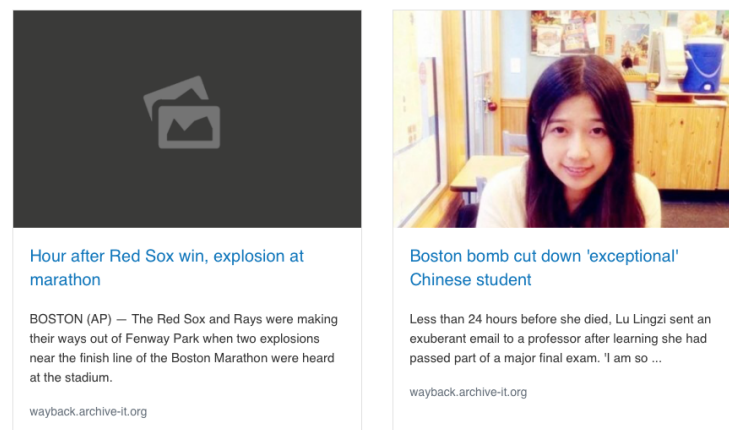 Hour after Red Sox win, explosion at
marathon
BOSTON (AP) — The Red Sox and Rays were making
their ways out of Fenway Park when two explosions
near the finish line of the Boston Marathon were heard
at the stadium.
wayback.archive-it.org
Boston bomb cut down 'exceptional'
Chinese student
Less than 24 hours before she died, Lu Lingzi sent an
exuberant email to a professor after learning she had
passed part of a major final exam. 'I am so ...
wayback.archive-it.org